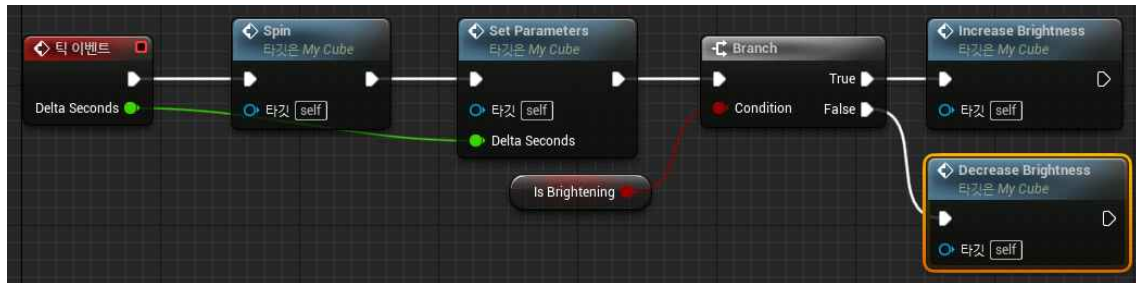 틱 이벤트
Delta Seconds
Spin
타깃은 My Cube
타깃 self
Set Parameters
타깃은 My Cube
타깃 self
Delta Seconds
Is Brightening
Branch
True
Condition
False
Increase Brightness
타깃은 My Cube
타깃 self
Decrease Brightness
타깃은 My Cube
타깃 self